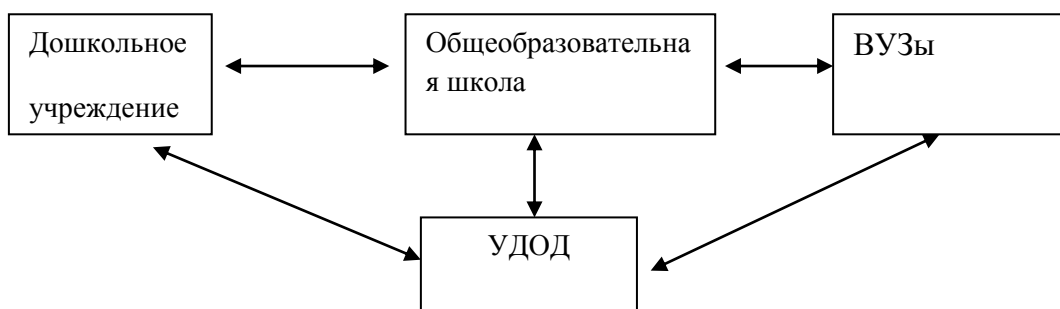 Дошкольное
учреждение
Общеобразовательна
я школа
ВУЗы
УДОД